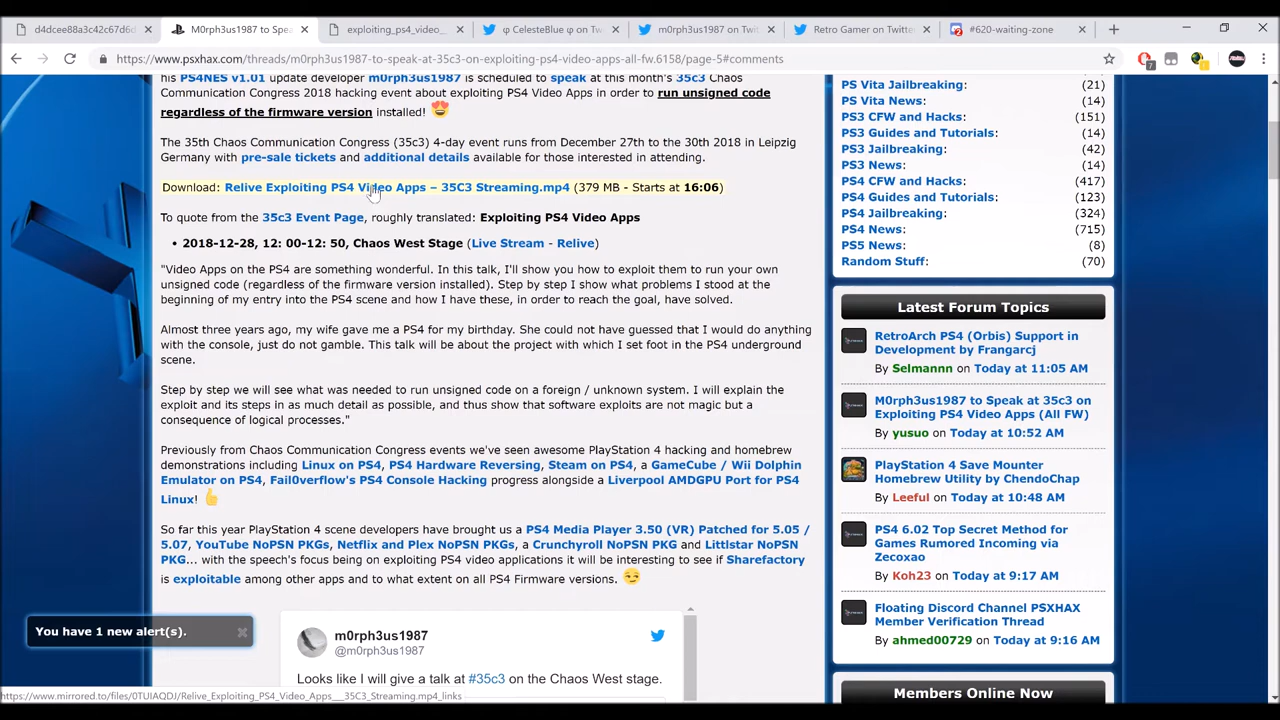 d4dcee88a3c42c67d6d
M0rph3us1987 to Spe
exploiting_ps4_video_
φ CelesteBlue φ on Tw
m0rph1987 on Twit
Retro Gamer on Twitte
#620-waiting-zone
https://www.psxhax.com/threads/m0rph3us1987-to-speak-at-35c3-on-exploiting-ps4-video-apps-all-fw.6158/page-5#comments
7
1
his PS4NES v1.01 update developer m0rph3us1987 is scheduled to speak at this month's 35c3 Chaos
Communication Congress 2018 hacking event about exploiting PS4 Video Apps in order to run unsigned code
regardless of the firmware version installed!
The 35th Chaos Communication Congress (35c3) 4-day event runs from December 27th to the 30th 2018 in Leipzig
Germany with pre-sale tickets and additional details available for those interested in attending.
Download: Relive Exploiting PS4 Video Apps – 35C3 Streaming.mp4 (379 MB - Starts at 16:06)
To quote from the 35c3 Event Page, roughly translated: Exploiting PS4 Video Apps
• 2018-12-28, 12: 00-12: 50, Chaos West Stage (Live Stream - Relive)
"Video Apps on the PS4 are something wonderful. In this talk, I'll show you how to exploit them to run your own
unsigned code (regardless of the firmware version installed). Step by step I show what problems I stood at the
beginning of my entry into the PS4 scene and how I have these, in order to reach the goal, have solved.
Almost three years ago, my wife gave me a PS4 for my birthday. She could not have guessed that I would do anything
with the console, just do not gamble. This talk will be about the project with which I set foot in the PS4 underground
scene.
Step by step we will see what was needed to run unsigned code on a foreign / unknown system. I will explain the
exploit and its steps in as much detail as possible, and thus show that software exploits are not magic but a
consequence of logical processes."
Previously from Chaos Communication Congress events we've seen awesome PlayStation 4 hacking and homebrew
demonstrations including Linux on PS4, PS4 Hardware Reversing, Steam on PS4, a GameCube / Wii Dolphin
Emulator on PS4, Fail0verflow's PS4 Console Hacking progress alongside a Liverpool AMDGPU Port for PS4
Linux!
So far this year PlayStation 4 scene developers have brought us a PS4 Media Player 3.50 (VR) Patched for 5.05 /
5.07, YouTube NoPSN PKGs, Netflix and Plex NoPSN PKGs, a Crunchyroll NoPSN PKG and Littlstar NoPSN
PKG... with the speech's focus being on exploiting PS4 video applications it will be interesting to see if Sharefactory
is exploitable among other apps and to what extent on all PS4 Firmware versions.
m0rph3us1987
@m0rph3us1987
Looks like I will give a talk at #35c3 on the Chaos West stage.
You have 1 new alert(s).
https://www.mirrored.to/files/0TUIAQDJ/Relive_Exploiting_PS4_Video_Apps___35C3_Streaming.mp4_links
PS Vita Jailbreaking: (21)
PS Vita News: (14)
PS3 CFW and Hacks: (151)
PS3 Guides and Tutorials: (14)
PS3 Jailbreaking: (42)
PS3 News: (14)
PS4 CFW and Hacks: (417)
PS4 Guides and Tutorials: (123)
PS4 Jailbreaking: (324)
PS4 News: (715)
PS5 News: (8)
Random Stuff: (70)
Latest Forum Topics
RetroArch PS4 (Orbis) Support in
Development by Frangarcj
By Selmannn on Today at 11:05 AM
M0rph3us1987 to Speak at 35c3 on
Exploiting PS4 Video Apps (All FW)
By yusuo on Today at 10:52 AM
PlayStation 4 Save Mounter
Homebrew Utility by ChendoChap
By Leeful on Today at 10:48 AM
PS4 6.02 Top Secret Method for
Games Rumored Incoming via
Zecoxao
By Koh23 on Today at 9:17 AM
Floating Discord Channel PSXHAX
Member Verification Thread
By ahmed00729 on Today at 9:16 AM
Members Online Now